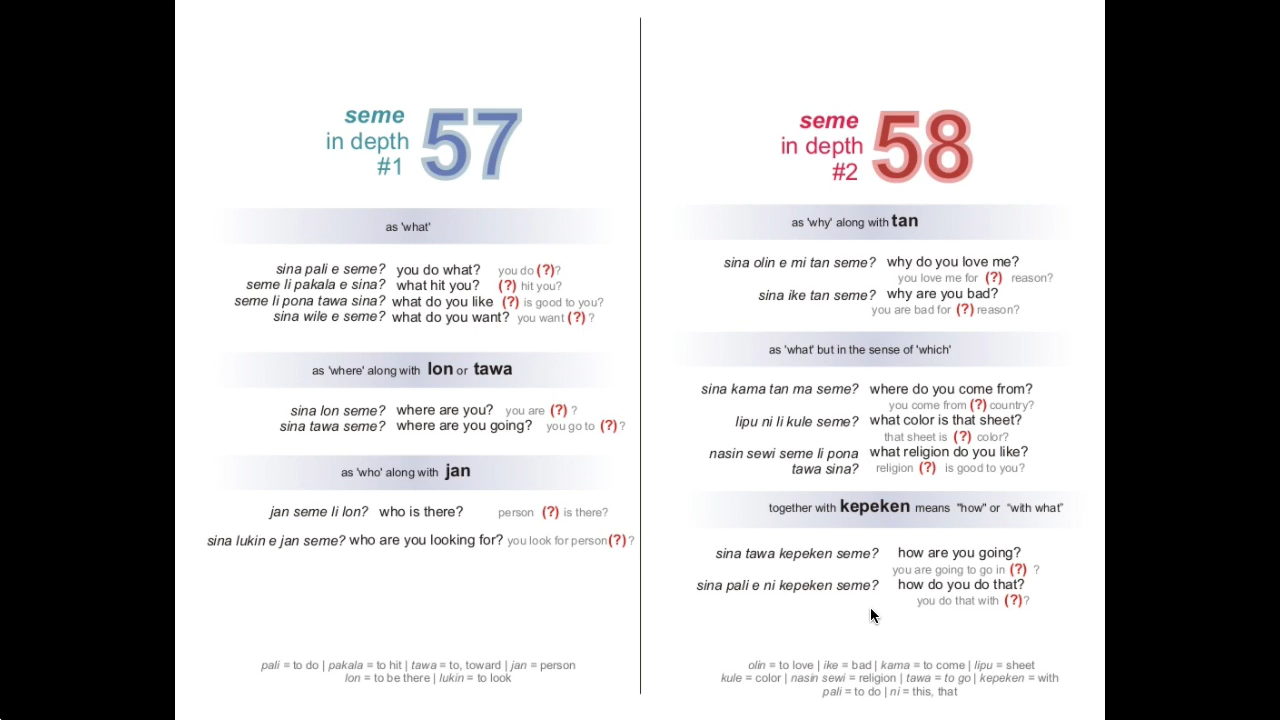 seme
in depth
#1
57
as 'what'
sina pali e seme? you do what? you do (?)?
seme li pakala e sina? what hit you? (?) hit you?
seme li pona tawa sina? what do you like (?) is good to you?
sina wile e seme? what do you want? you want (?) ?
as 'where' along with lon or tawa
sina lon seme? where are you? you are (?) ?
sina tawa seme? where are you going? you go to (?) ?
as 'who' along with jan
jan seme li lon? who is there? person (?) is there?
sina lukin e jan seme? who are you looking for? you look for person (?) ?
pali = to do | pakala = to hit | tawa = to, toward | jan = person
lon = to be there | lukin = to look
seme
in depth
#2
58
as 'why' along with tan
sina olin e mi tan seme? why do you love me?
you love me for (?) reason?
sina ike tan seme? why are you bad?
you are bad for (?) reason?
as 'what' but in the sense of 'which'
sina kama tan ma seme? where do you come from?
you come from (?) country?
lipu ni li kule seme? what color is that sheet?
that sheet is (?) color?
nasin sewi seme li pona what religion do you like?
tawa sina? religion (?) is good to you?
together with kepeken means "how" or "with what"
sina tawa kepeken seme? how are you going?
you are going to go in (?) ?
sina pali e ni kepeken seme? how do you do that?
you do that with (?)?
olin = to love | ike = bad | kama = to come | lipu = sheet
kule = color | nasin sewi = religion | tawa = to go | kepeken = with
pali = to do | ni = this, that